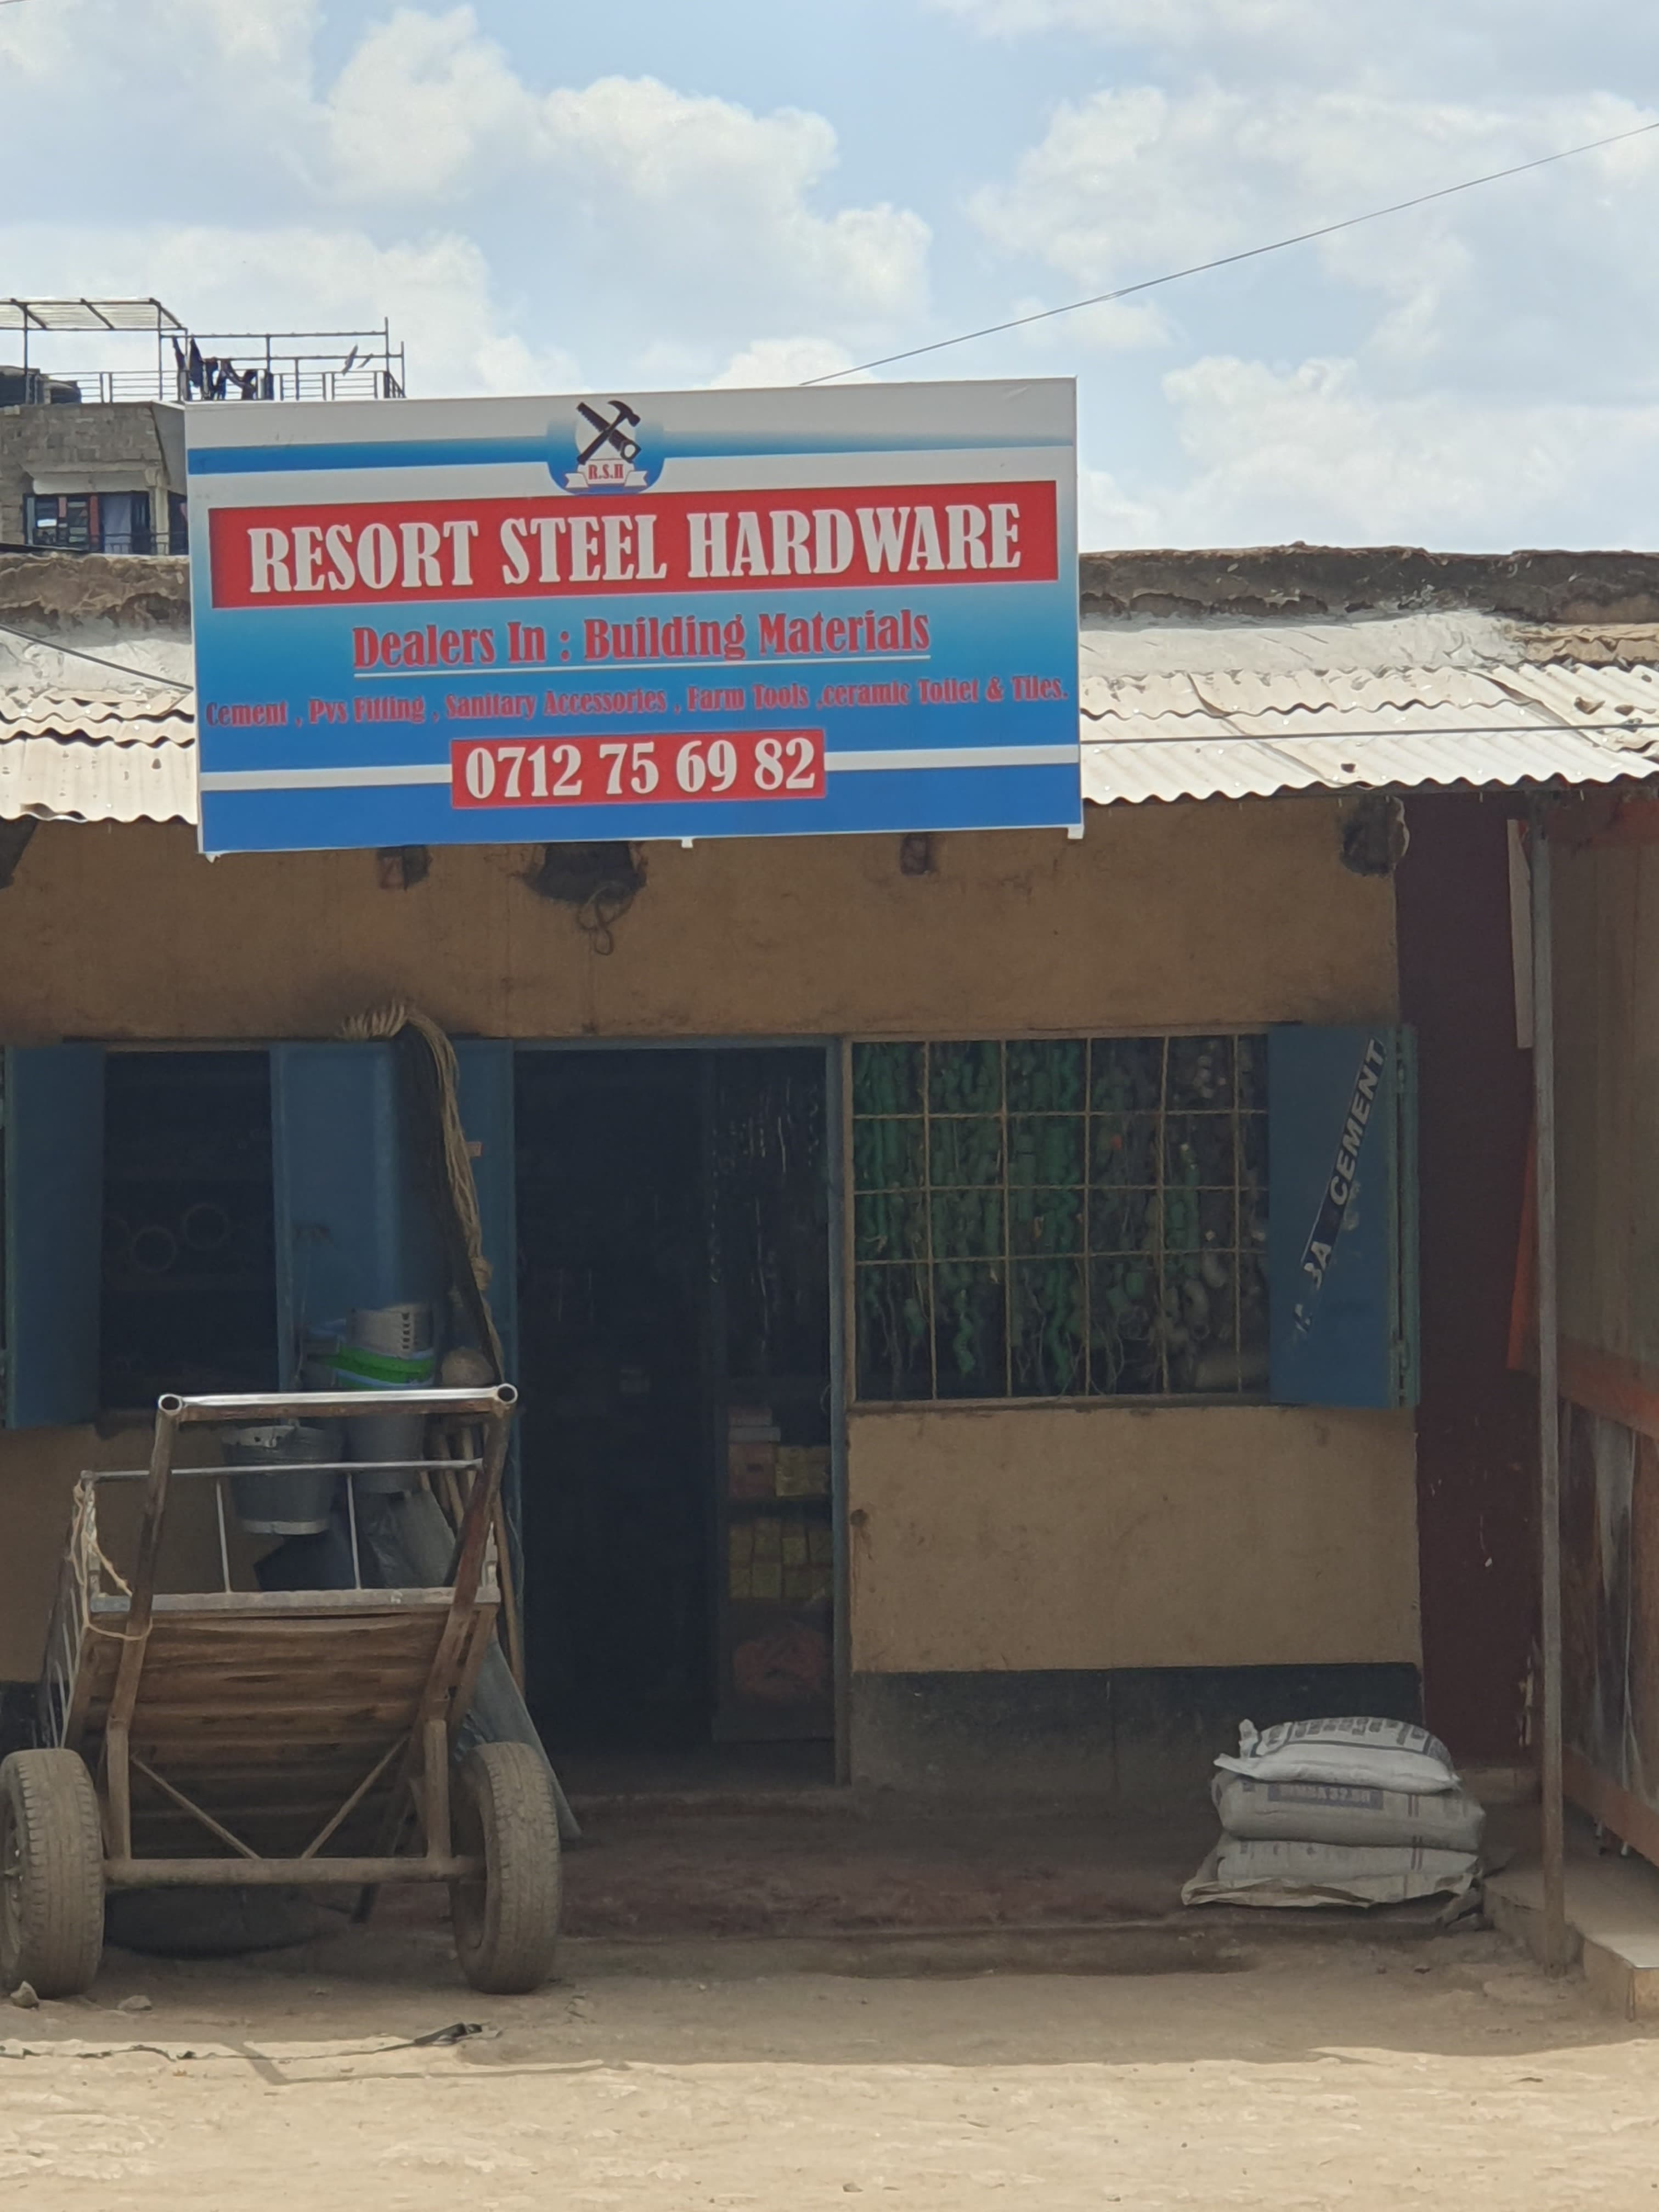 R.S.H
RESORT STEEL HARDWARE
Dealers In : Building Materials
Cement , Pvs Fitting , Sanitary Accessories , Farm Tools ,ceramic Toilet & Tiles.
0712 75 69 82
CEMENT